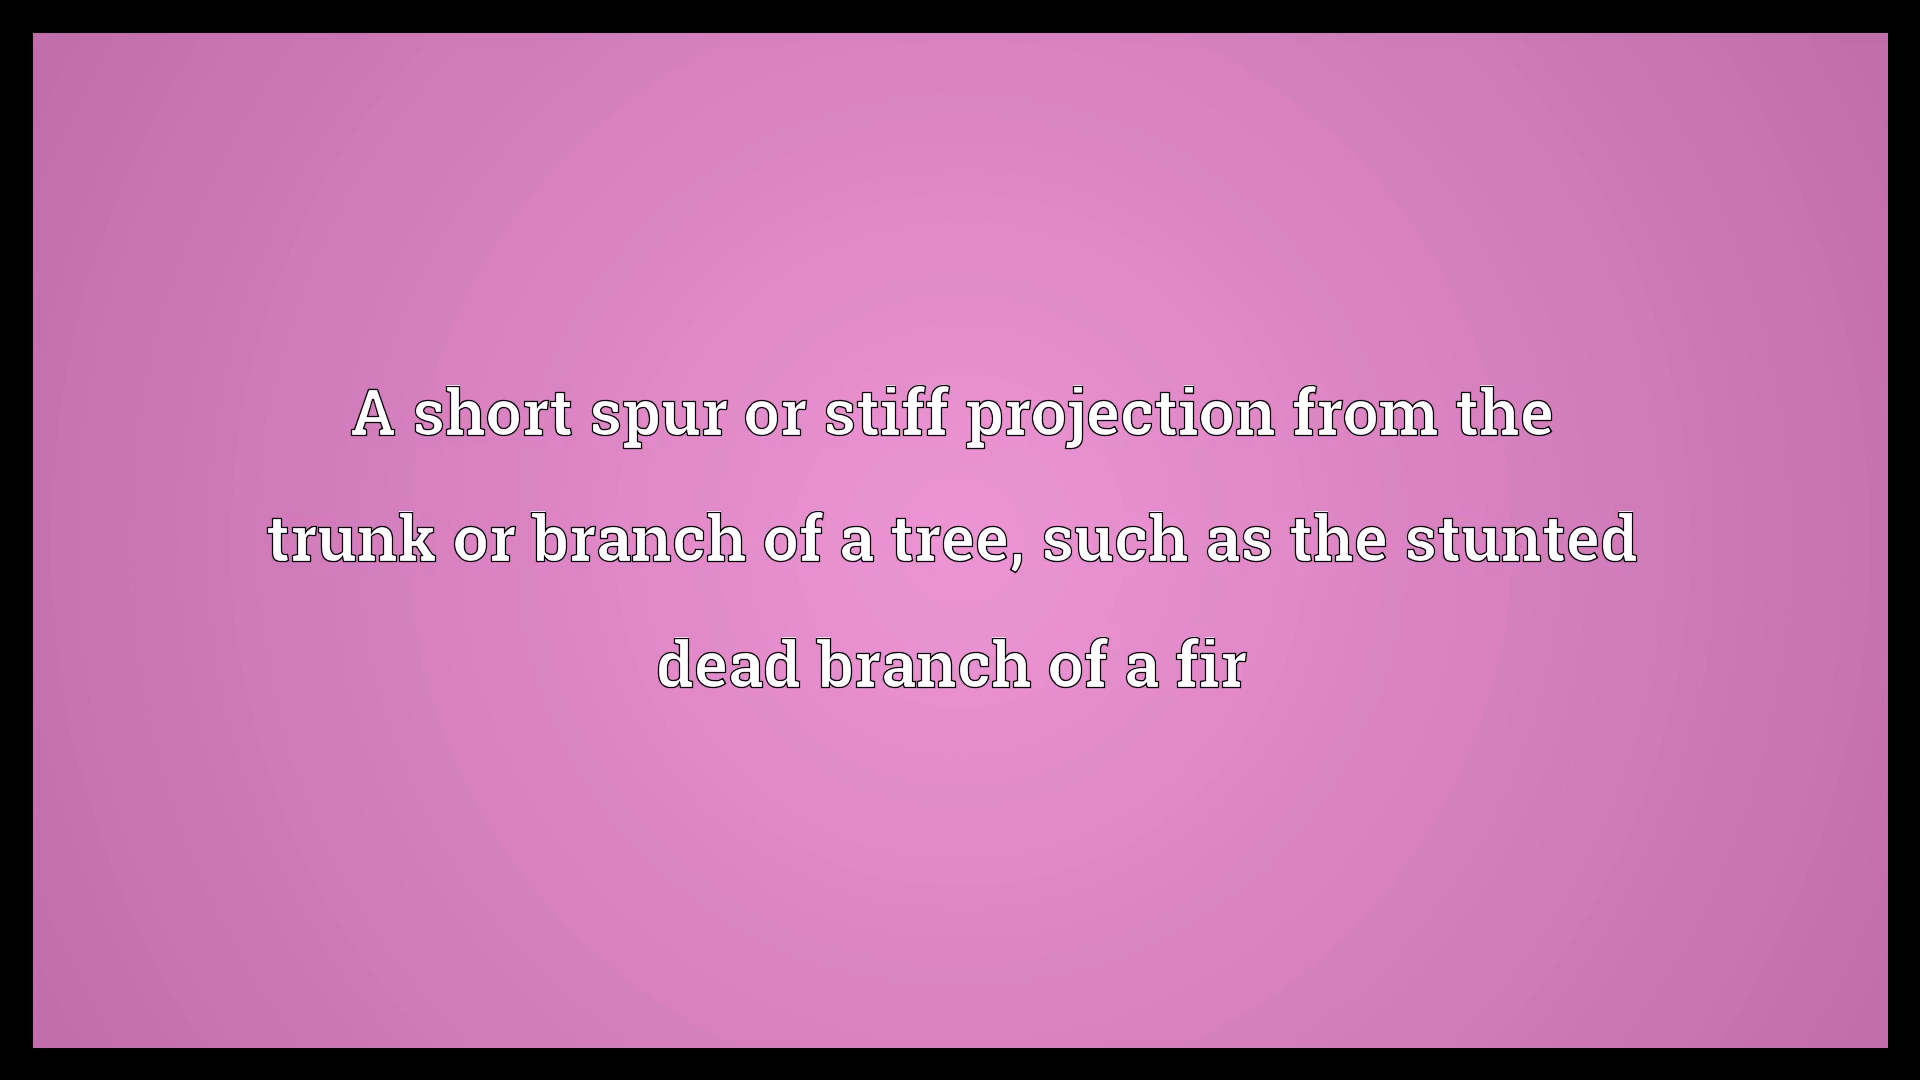 A short spur or stiff projection from the
trunk or branch of a tree, such as the stunted
dead branch of a fir